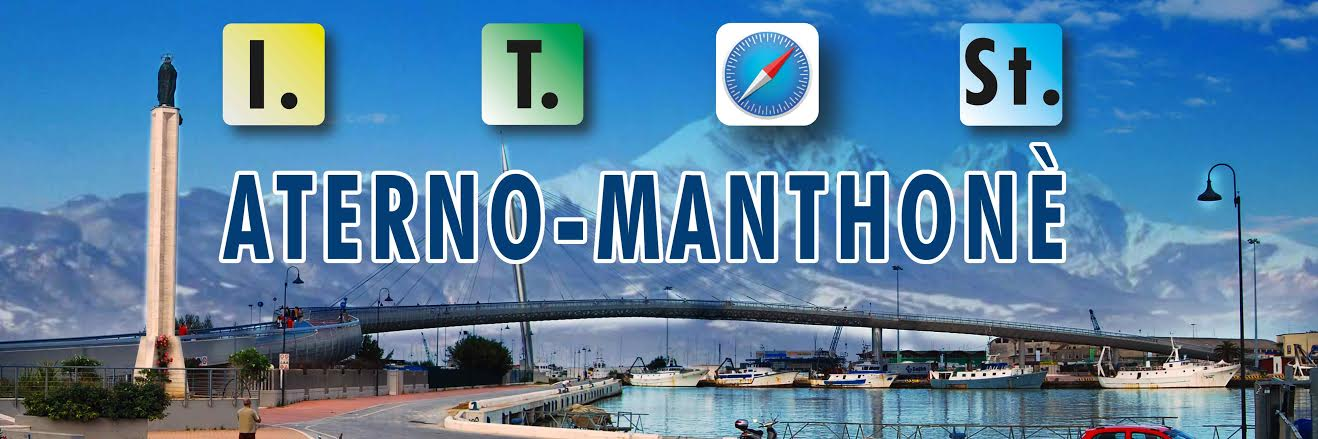 I. T. St.
ATERNO-MANTHONÈ